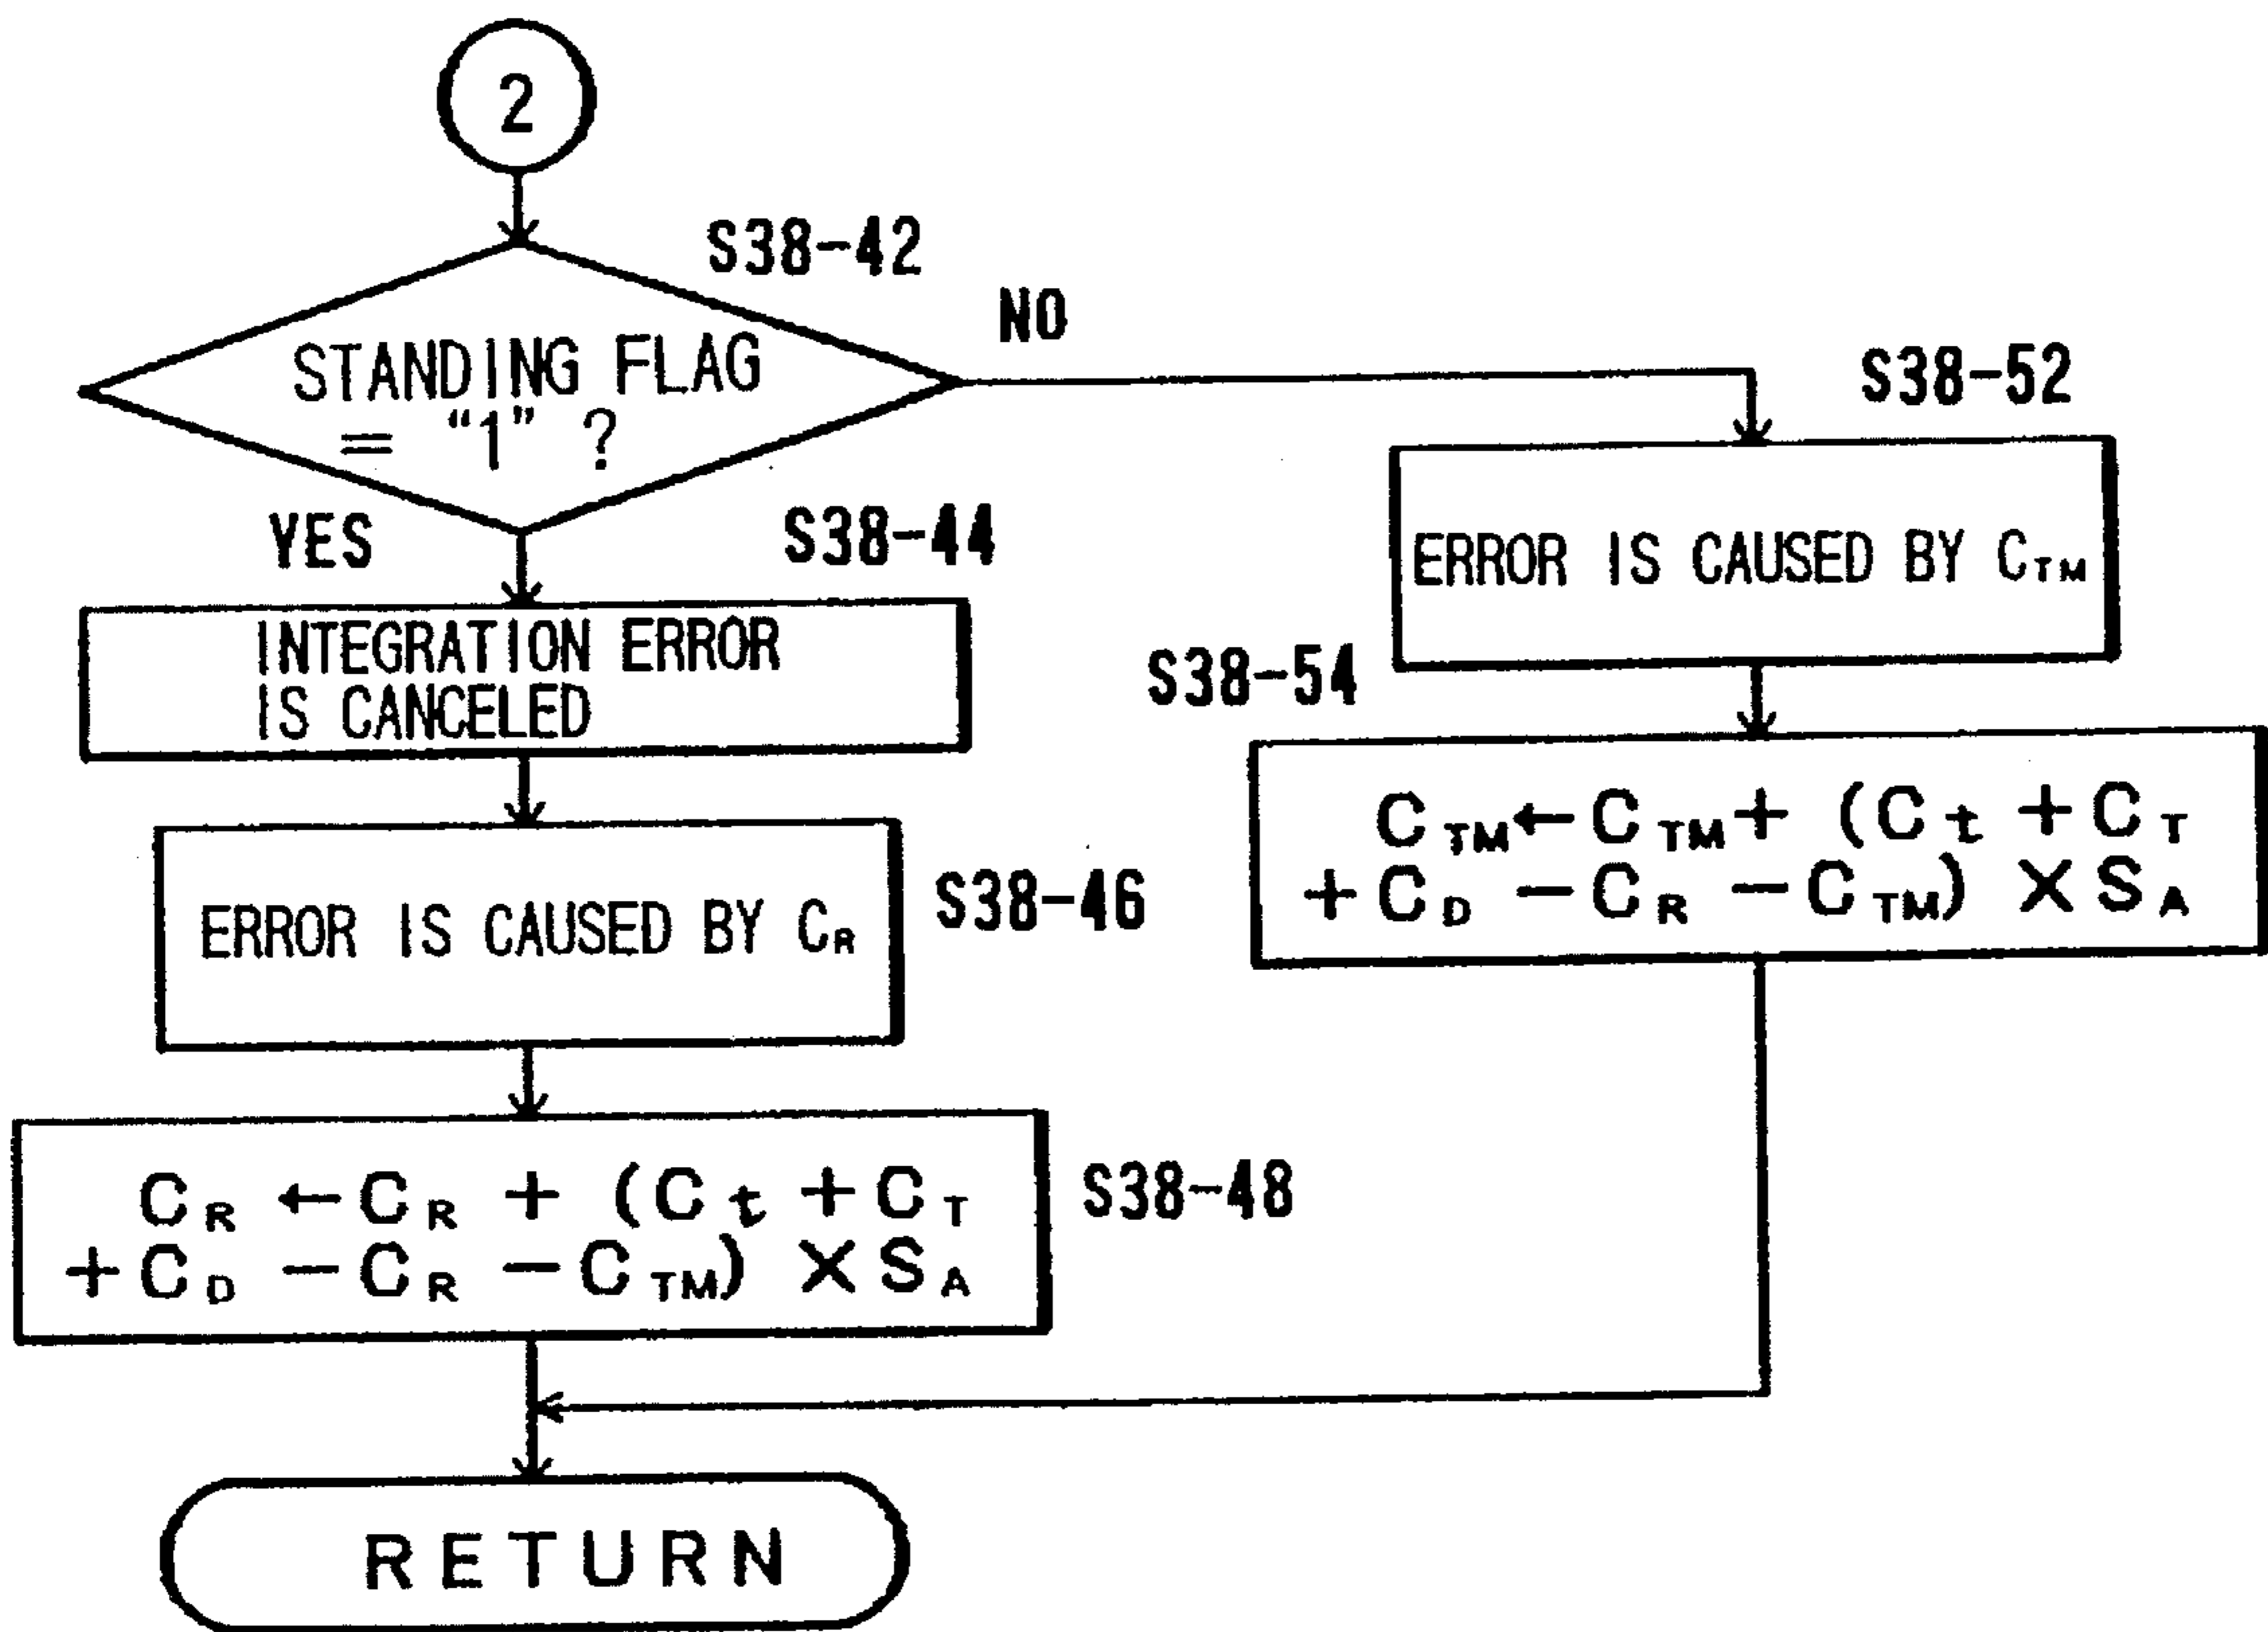 2
S38-42
NO
STANDING FLAG
= “1” ?
S38-52
YES
S38-44
ERROR IS CAUSED BY CTM
INTEGRATION ERROR
IS CANCELED
S38-54
CTM←CTM+ (Ct +CT
+CD -CR -CTM) ×SA
ERROR IS CAUSED BY CR
S38-46
CR ←CR + (Ct +CT
+CD -CR -CTM) ×SA
S38-48
RETURN